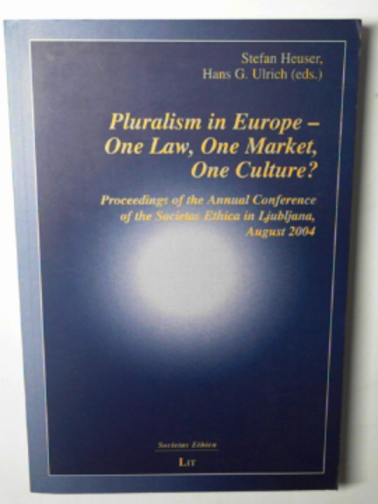 Stefan Heuser,
Hans G. Ulrich (eds.)
Pluralism in Europe –
One Law, One Market,
One Culture?
Proceedings of the Annual Conference
of the Societas Ethica in Ljubljana,
August 2004
Societas Ethica
LIT